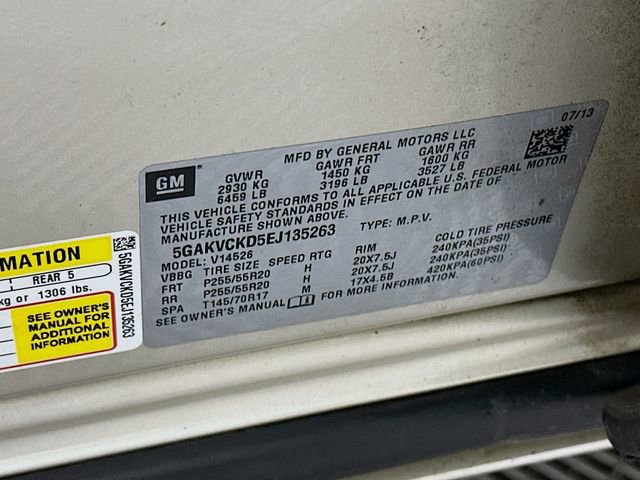 07/13
MFD BY GENERAL MOTORS LLC
GM
GVWR GAWR FRT GAWR RR
2930 KG 1450 KG 1600 KG
6459 LB 3196 LB 3527 LB
THIS VEHICLE CONFORMS TO ALL APPLICABLE U.S. FEDERAL MOTOR
VEHICLE SAFETY STANDARDS IN EFFECT ON THE DATE OF
MANUFACTURE SHOWN ABOVE.
5GAKVCKD5EJ135263 TYPE: M.P.V.
MODEL: V14526
VBBG TIRE SIZE SPEED RTG RIM COLD TIRE PRESSURE
FRT P255/55R20 H 20X7.5J 240KPA(35PSI)
RR P255/55R20 H 20X7.5J 240KPA(35PSI)
SPA T145/70R17 M 17X4.5B 420KPA(60PSI)
SEE OWNER'S MANUAL FOR MORE INFORMATION.
MATION
REAR 5
kg or 1306 lbs.
SEE OWNER'S
MANUAL FOR
ADDITIONAL
INFORMATION
5GAKVCKD5EJ135263